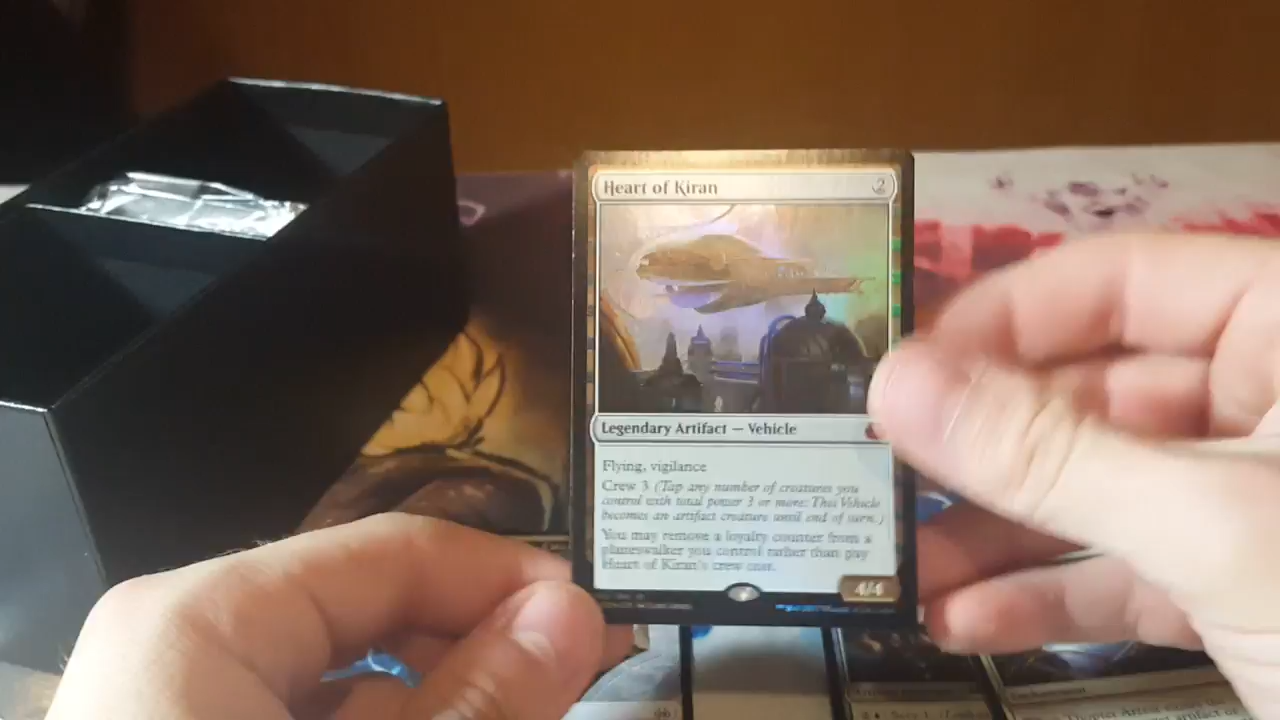 Heart of Kiran 2
Legendary Artifact — Vehicle
Flying, vigilance
Crew 3 (Tap any number of creatures you
control with total power 3 or more: This Vehicle
becomes an artifact creature until end of turn.)
You may remove a loyalty counter from a
planeswalker you control rather than pay
Heart of Kiran's crew cost.
4/4
Enchantment